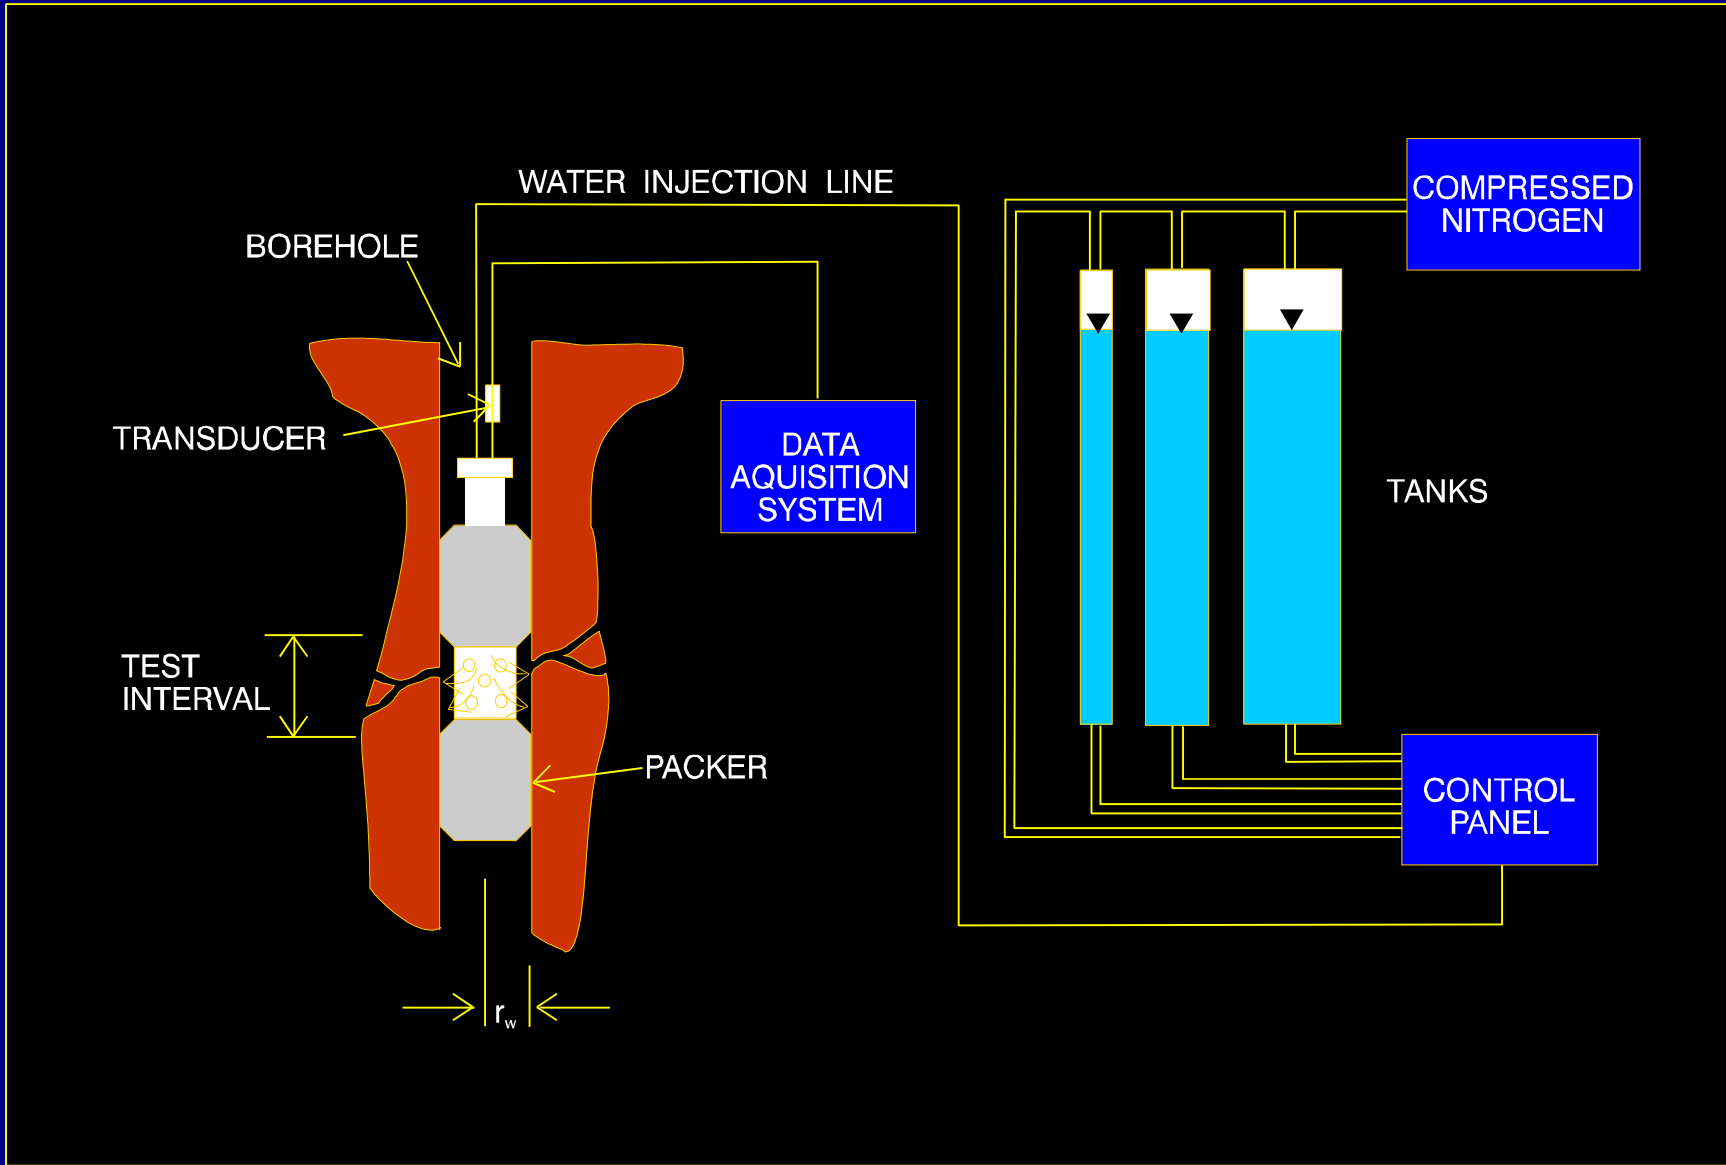 COMPRESSED
NITROGEN
WATER INJECTION LINE
BOREHOLE
TRANSDUCER
DATA
AQUISITION
SYSTEM
TANKS
TEST
INTERVAL
PACKER
CONTROL
PANEL
rw